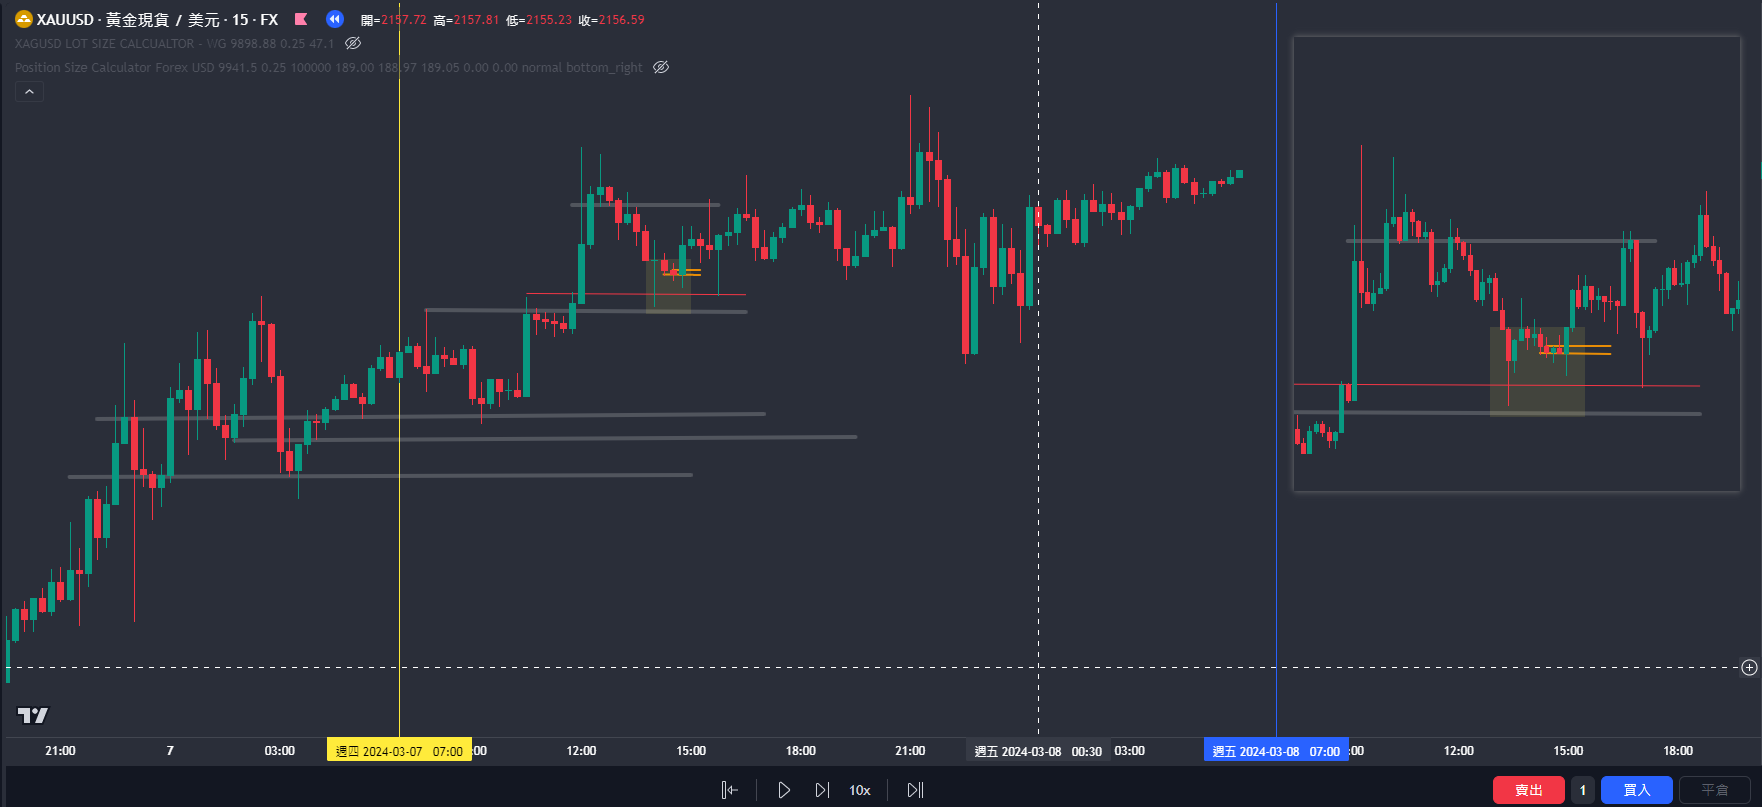 XAUUSD · 黃金現貨 / 美元 · 15 · FX 開=2157.72 高=2157.81 低=2155.23 收=2156.59
XAGUSD LOT SIZE CALCUALTOR - WG 9898.88 0.25 47.1
Position Size Calculator Forex USD 9941.5 0.25 100000 189.00 188.97 189.05 0.00 0.00 normal bottom_right
21:00 7 03:00 週四 2024-03-07 07:00 :00 12:00 15:00 18:00 21:00 週五 2024-03-08 00:30 03:00 週五 2024-03-08 07:00 :00 12:00 15:00 18:00
10x 賣出 1 買入 平倉